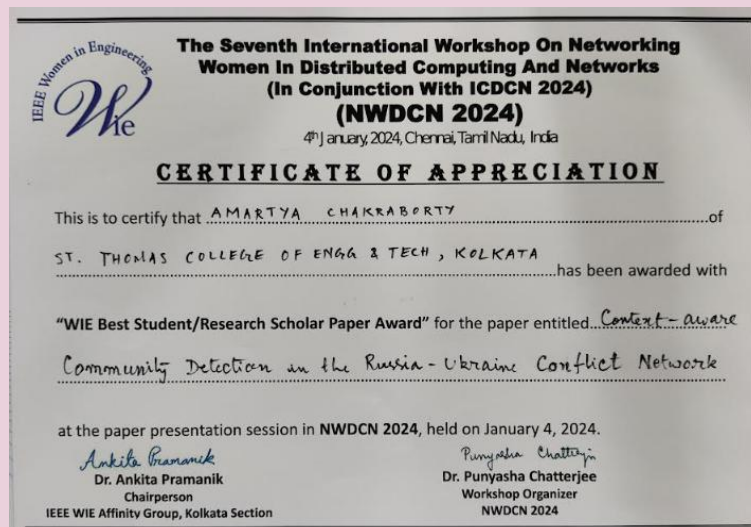 IEEE Women in Engineering
Wie
The Seventh International Workshop On Networking
Women In Distributed Computing And Networks
(In Conjunction With ICDCN 2024)
(NWDCN 2024)
4th January, 2024, Chennai, Tamil Nadu, India
CERTIFICATE OF APPRECIATION
This is to certify that AMARTYA CHAKRABORTY of
ST. THOMAS COLLEGE OF ENGG & TECH, KOLKATA
has been awarded with
"WIE Best Student/Research Scholar Paper Award" for the paper entitled Context-aware
Community Detection in the Russia-Ukraine Conflict Network
at the paper presentation session in NWDCN 2024, held on January 4, 2024.
Ankita Pramanik Punyasha Chatterjee
Dr. Ankita Pramanik Dr. Punyasha Chatterjee
Chairperson Workshop Organizer
IEEE WIE Affinity Group, Kolkata Section NWDCN 2024